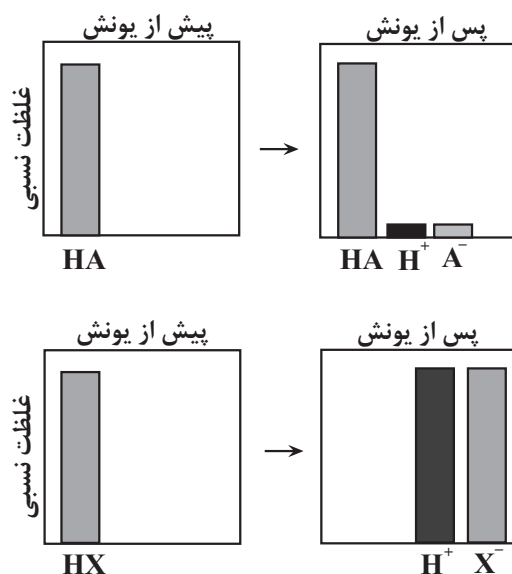 پیش از یونش
پس از یونش
غلظت نسبی
HA
HA H⁺ A⁻
پیش از یونش
پس از یونش
غلظت نسبی
HX
H⁺ X⁻